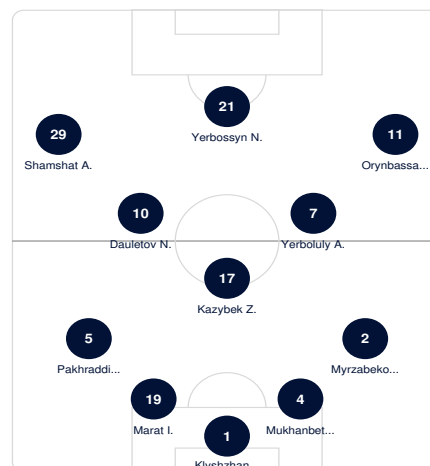 21
Yerbossyn N.
29
Shamshat A.
11
Orynbassa...
10
Dauletov N.
7
Yerboluly A.
17
Kazybek Z.
5
Pakhraddi...
2
Myrzabeko...
19
Marat I.
4
Mukhanbet...
1
Klyshzhan...